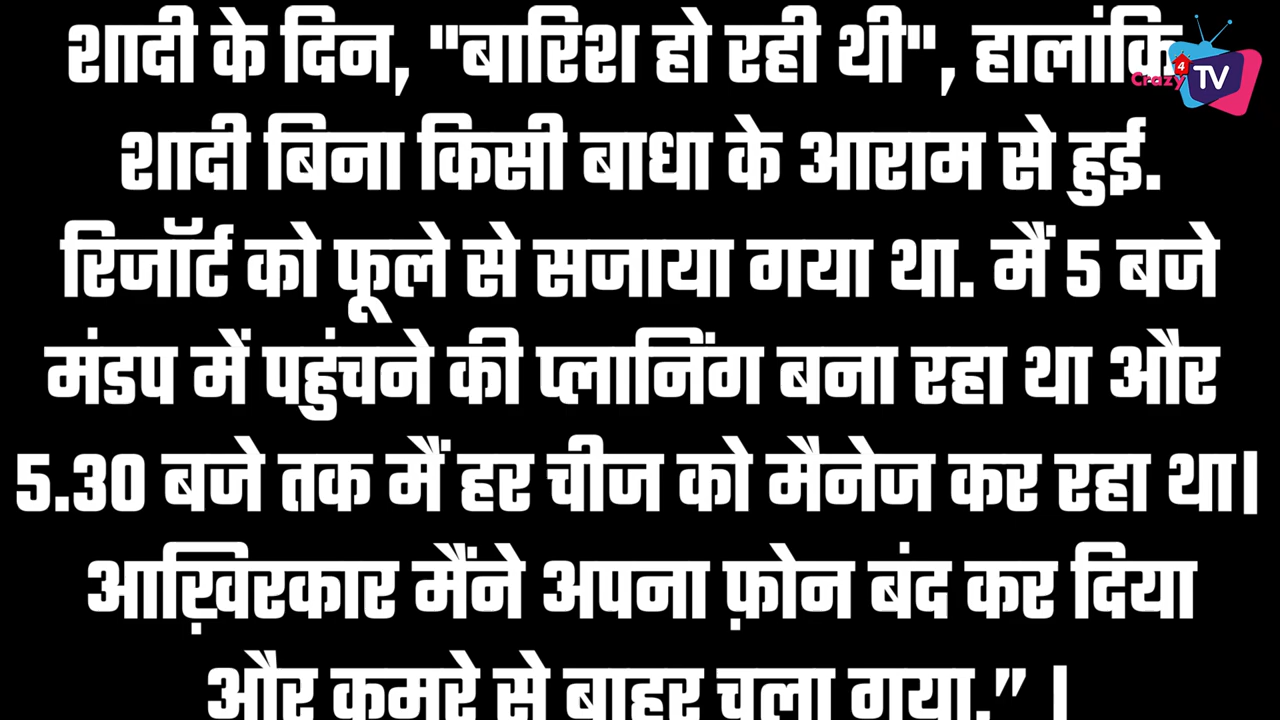 शादी के दिन, "बारिश हो रही थी", हालांकि
Crazy 4 TV
शादी बिना किसी बाधा के आराम से हुई.
रिजॉर्ट को फूले से सजाया गया था. मैं 5 बजे
मंडप में पहुंचने की प्लानिंग बना रहा था और
5.30 बजे तक मैं हर चीज को मैनेज कर रहा था|
आख़िरकार मैंने अपना फ़ोन बंद कर दिया
और कमरे से बाहर चला गया.” |